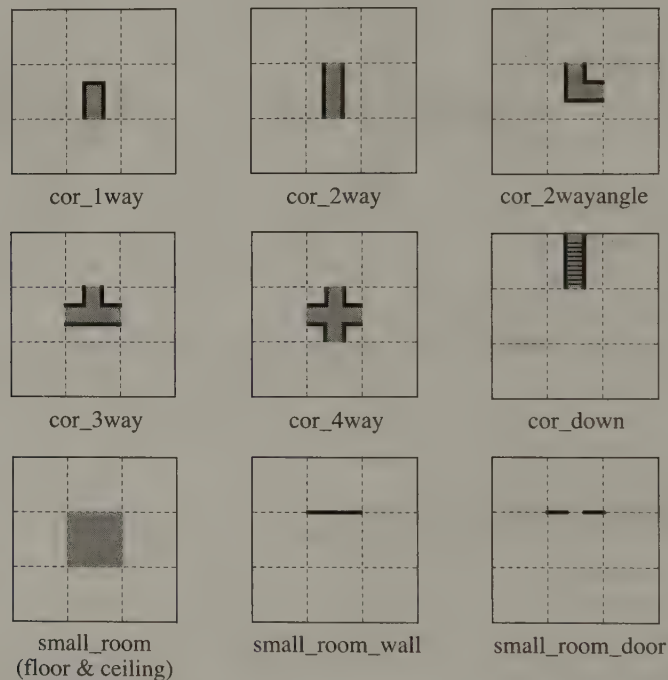 cor_1way
cor_2way
cor_2wayangle
cor_3way
cor_4way
cor_down
small_room
(floor & ceiling)
small_room_wall
small_room_door